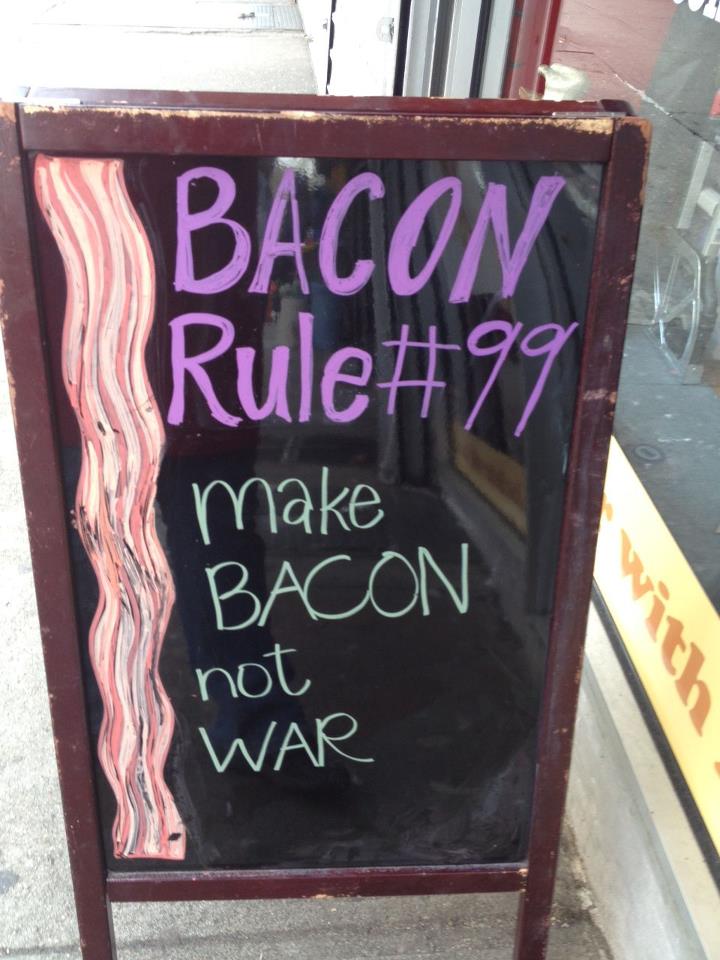 BACON
Rule #99
make
BACON
not
WAR
with